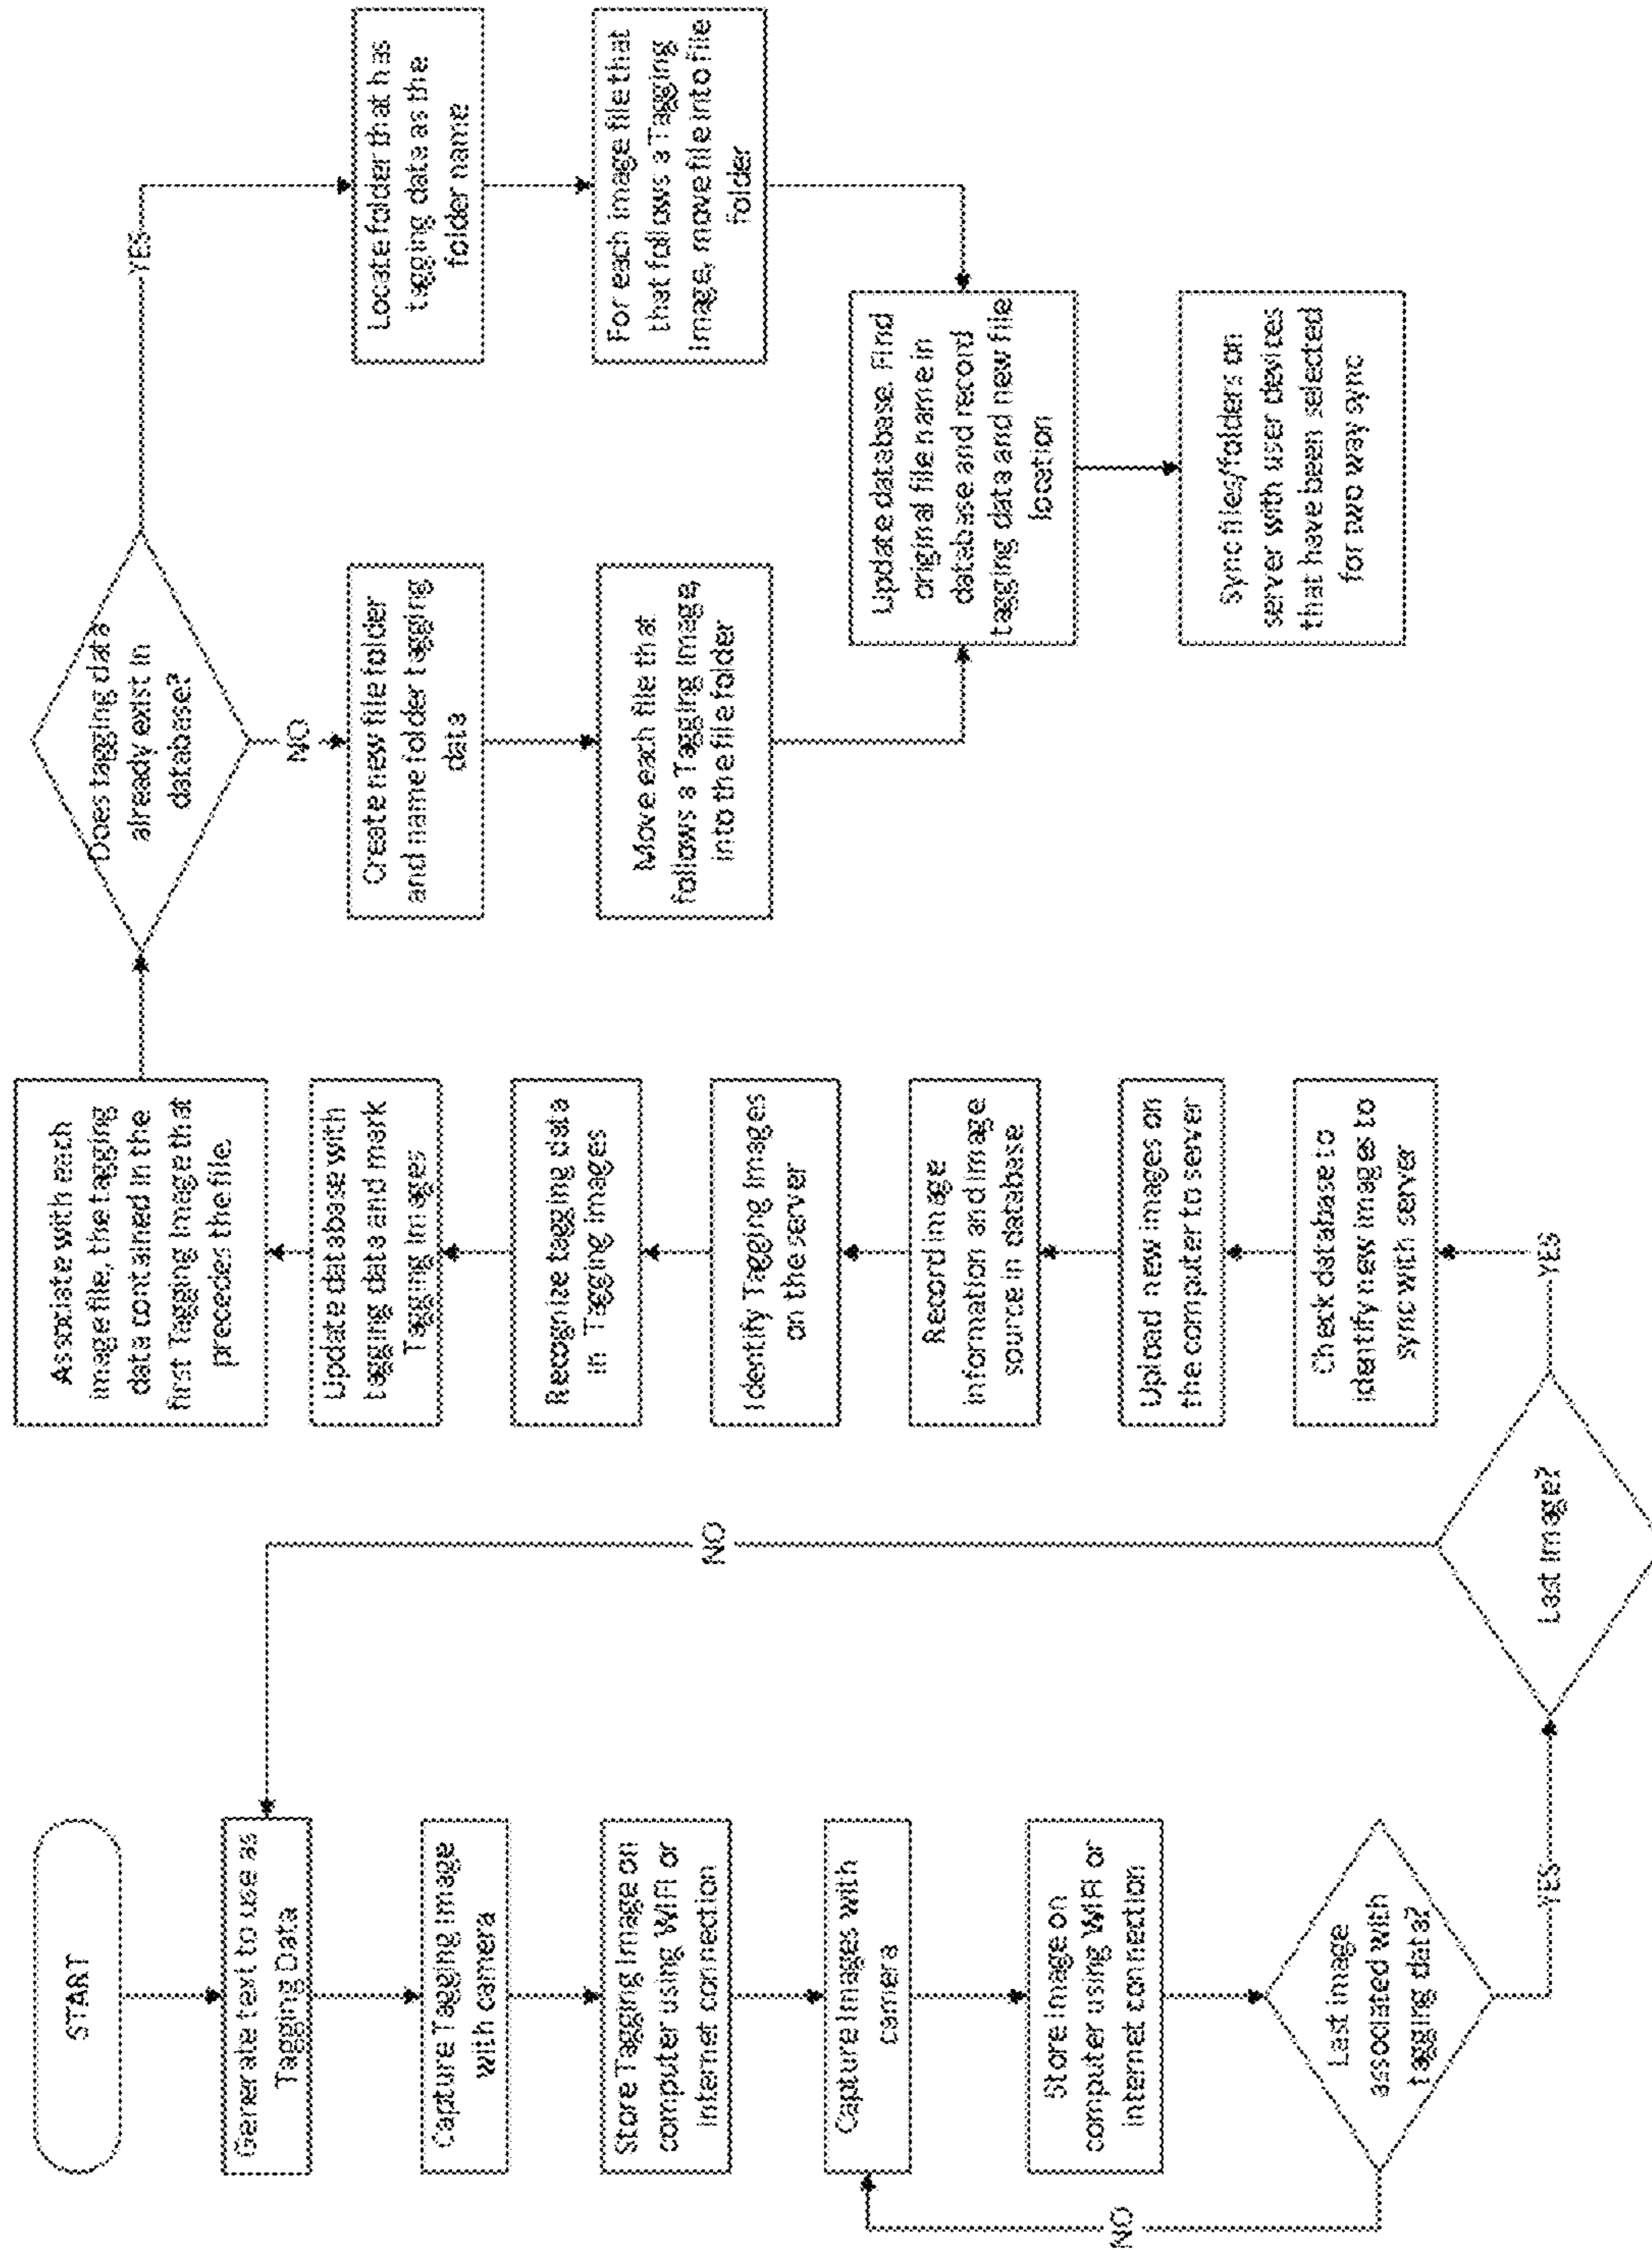 START
Generate text to use as
Tagging Data
Capture Tagging Image
with camera
Store Tagging Image on
computer using WIFI or
internet connection
Capture Images with
camera
Store Image on
computer using WIFI or
internet connection
Last image
associated with
tagging data?
NO
YES
Last image?
NO
YES
Check database to
identify new images to
sync with server
Upload new images on
the computer to server
Record image
information and image
source in database
Identify Tagging Images
on the server
Recognize tagging data
in Tagging Images
Update database with
tagging data and mark
Tagging Images
Associate with each
image file, the tagging
data contained in the
first Tagging Image that
precedes the file.
Does tagging data
already exist in
database?
NO
YES
Create new file folder
and name folder tagging
data
Move each file that
follows a Tagging Image,
into the file folder
Locate folder that has
tagging data as the
folder name
For each image file that
that follows a Tagging
Image, move file into file
folder
Update database. Find
original file name in
database and record
tagging data and new file
location
Sync files/folders on
server with user devices
that have been selected
for two way sync